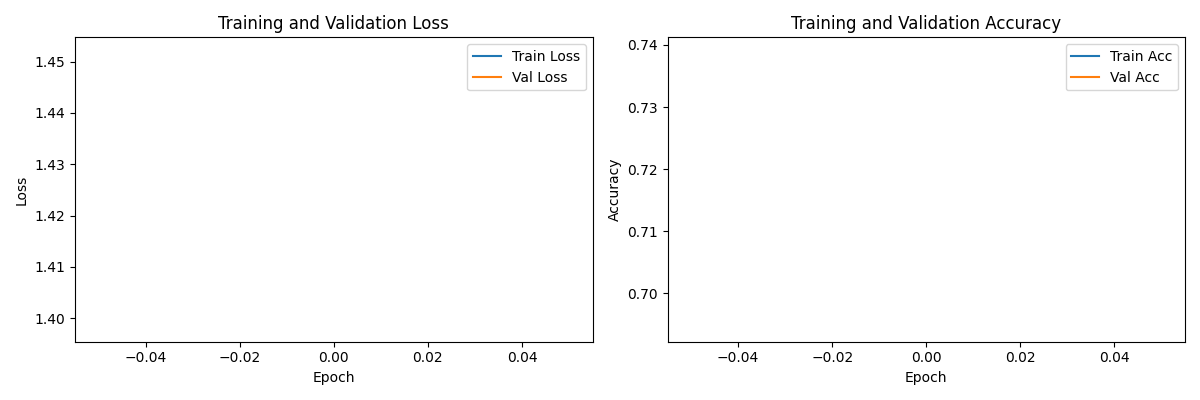 Training and Validation Loss
Train Loss
Val Loss
1.45
1.44
1.43
1.42
1.41
1.40
Loss
−0.04 −0.02 0.00 0.02 0.04
Epoch
Training and Validation Accuracy
Train Acc
Val Acc
0.74
0.73
0.72
0.71
0.70
Accuracy
−0.04 −0.02 0.00 0.02 0.04
Epoch